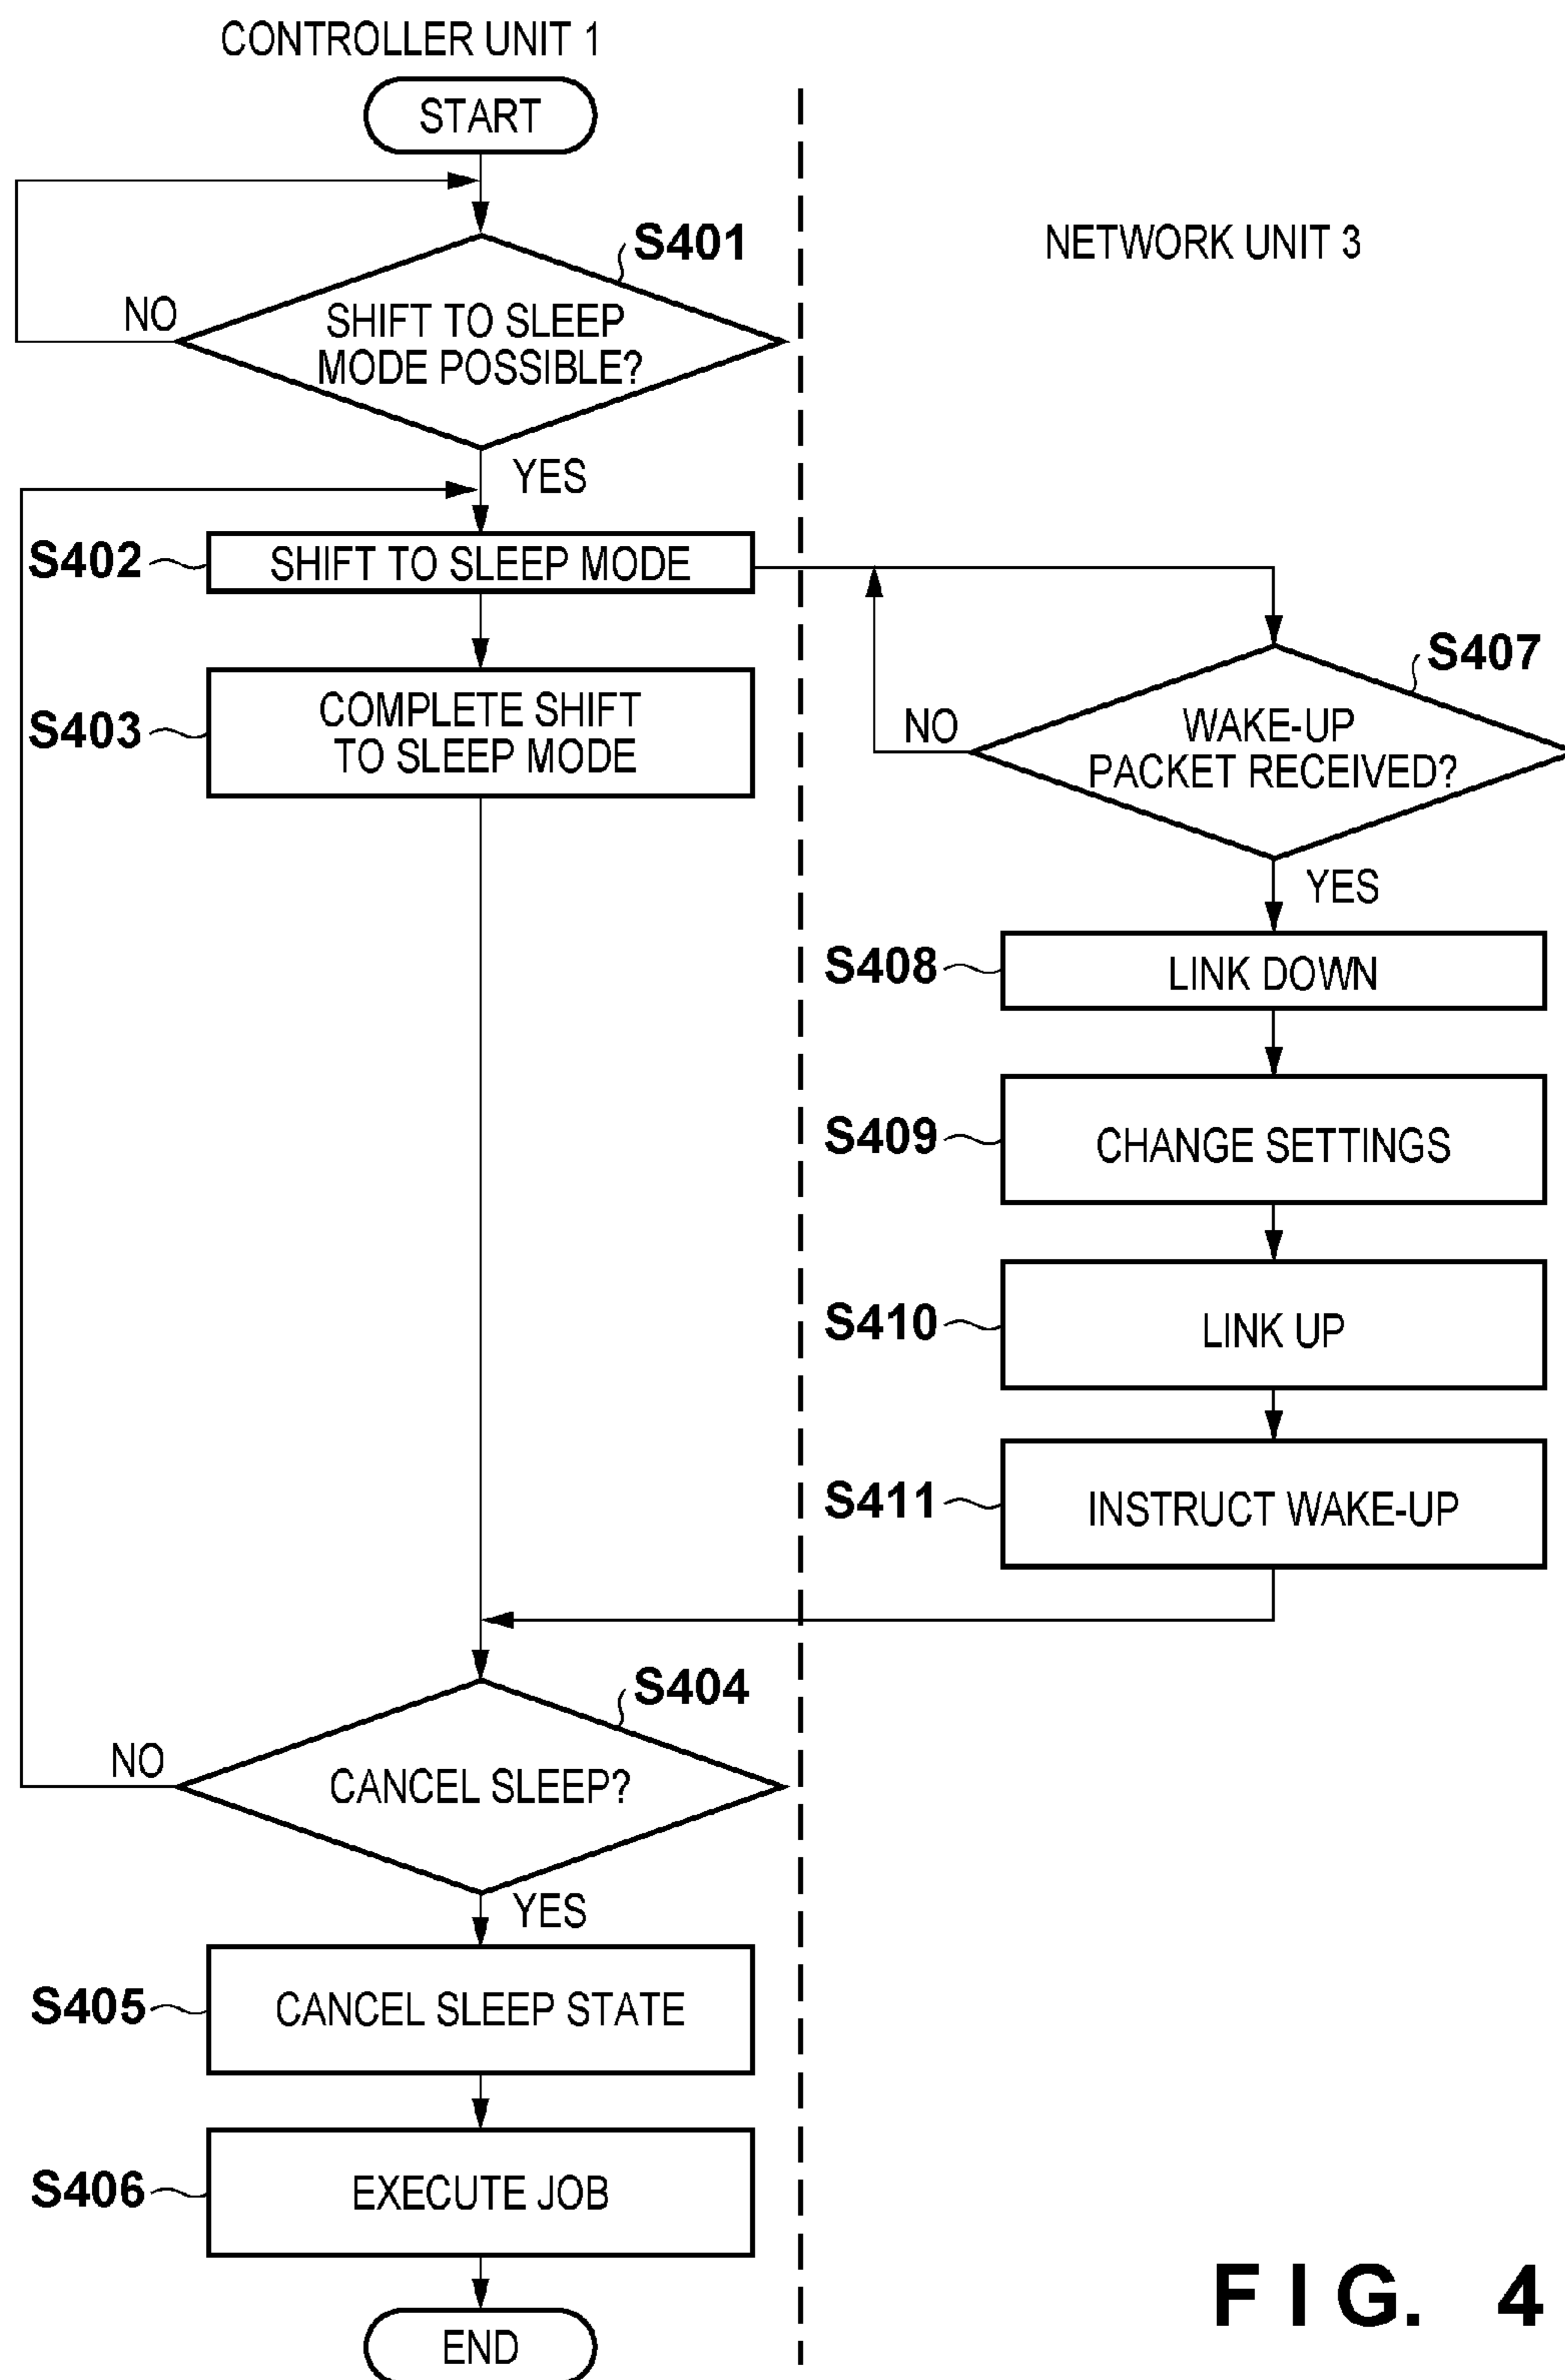 CONTROLLER UNIT 1
START
S401
SHIFT TO SLEEP
MODE POSSIBLE?
NO
YES
S402
SHIFT TO SLEEP MODE
S403
COMPLETE SHIFT
TO SLEEP MODE
NETWORK UNIT 3
S407
WAKE-UP
PACKET RECEIVED?
NO
YES
S408
LINK DOWN
S409
CHANGE SETTINGS
S410
LINK UP
S411
INSTRUCT WAKE-UP
S404
CANCEL SLEEP?
NO
YES
S405
CANCEL SLEEP STATE
S406
EXECUTE JOB
END
FIG. 4